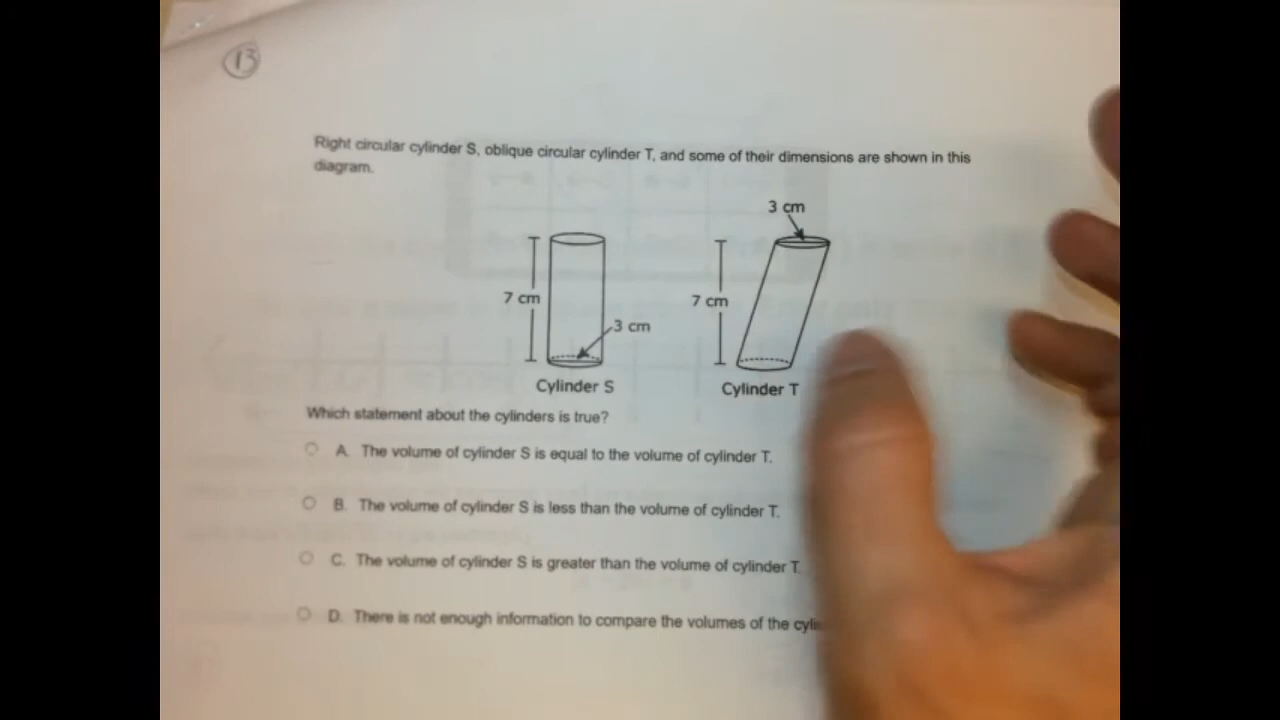 13
Right circular cylinder S, oblique circular cylinder T, and some of their dimensions are shown in this
diagram.
3 cm
7 cm
7 cm
3 cm
Cylinder S
Cylinder T
Which statement about the cylinders is true?
A. The volume of cylinder S is equal to the volume of cylinder T.
B. The volume of cylinder S is less than the volume of cylinder T.
C. The volume of cylinder S is greater than the volume of cylinder T.
D. There is not enough information to compare the volumes of the